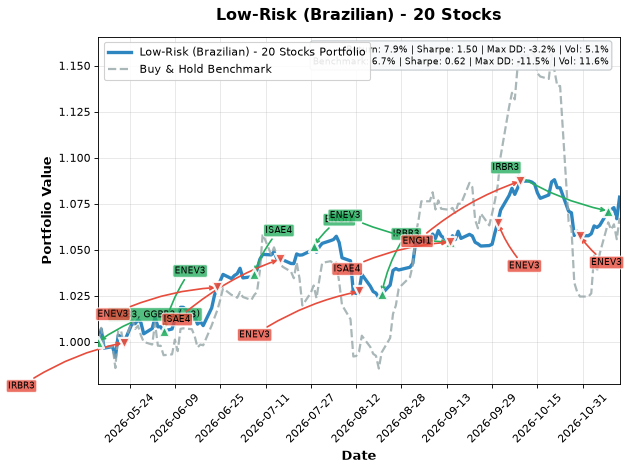 Low-Risk (Brazilian) - 20 Stocks
Low-Risk (Brazilian) - 20 Stocks Portfolio
Buy & Hold Benchmark
7.9% | Sharpe: 1.50 | Max DD: -3.2% | Vol: 5.1%
6.7% | Sharpe: 0.62 | Max DD: -11.5% | Vol: 11.6%
Portfolio Value
1.150
1.125
1.100
1.075
1.050
1.025
1.000
IRBR3
ENEV3
ISAE4
IRBR3
ENGI1
ISAE4
ENEV3
ENEV3
ENEV3
ENEV3
ISAE4
ENEV3
IRBR3
2026-05-24
2026-06-09
2026-06-25
2026-07-11
2026-07-27
2026-08-12
2026-08-28
2026-09-13
2026-09-29
2026-10-15
2026-10-31
Date